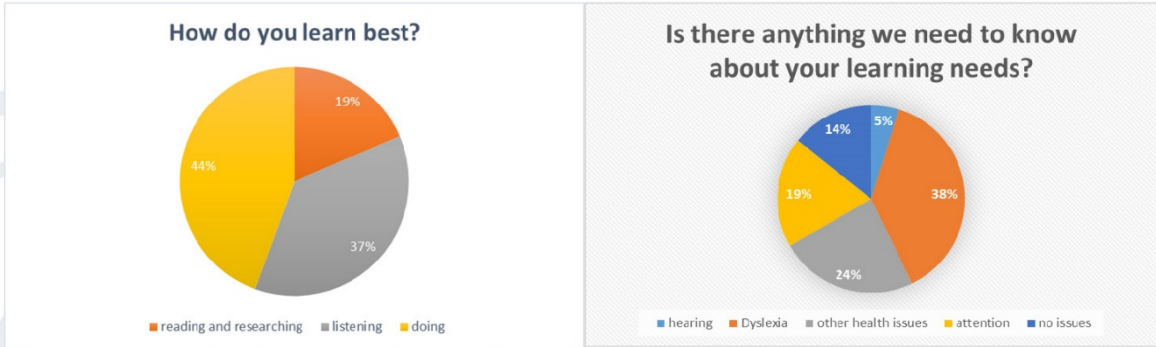 How do you learn best?
19%
44%
37%
reading and researching listening doing
Is there anything we need to know
about your learning needs?
5%
14%
38%
19%
24%
hearing Dyslexia other health issues attention no issues